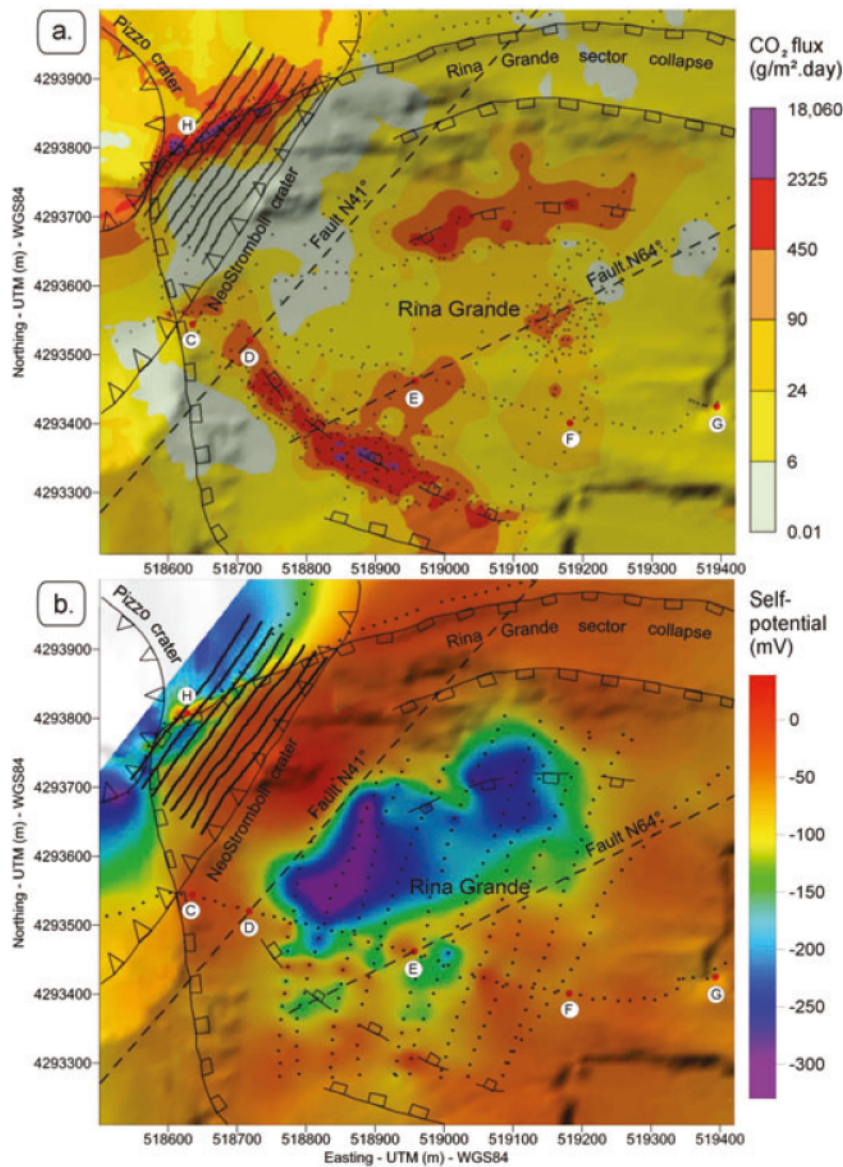 a.
Pizzo crater
Rina Grande sector collapse
CO₂ flux
(g/m².day)
18,060
2325
450
90
24
6
0.01
4293900
4293800
4293700
4293600
4293500
4293400
4293300
Northing - UTM (m) - WGS84
H
NeoStromboli crater
Fault N41°
Fault N64°
Rina Grande
C
D
E
F
G
518600 518700 518800 518900 519000 519100 519200 519300 519400
b.
Pizzo crater
Rina Grande sector collapse
Self-
potential
(mV)
0
-50
-100
-150
-200
-250
-300
4293900
4293800
4293700
4293600
4293500
4293400
4293300
Northing - UTM (m) - WGS84
H
NeoStromboli crater
Fault N41°
Fault N64°
Rina Grande
C
D
E
F
G
518600 518700 518800 518900 519000 519100 519200 519300 519400
Easting - UTM (m) - WGS84